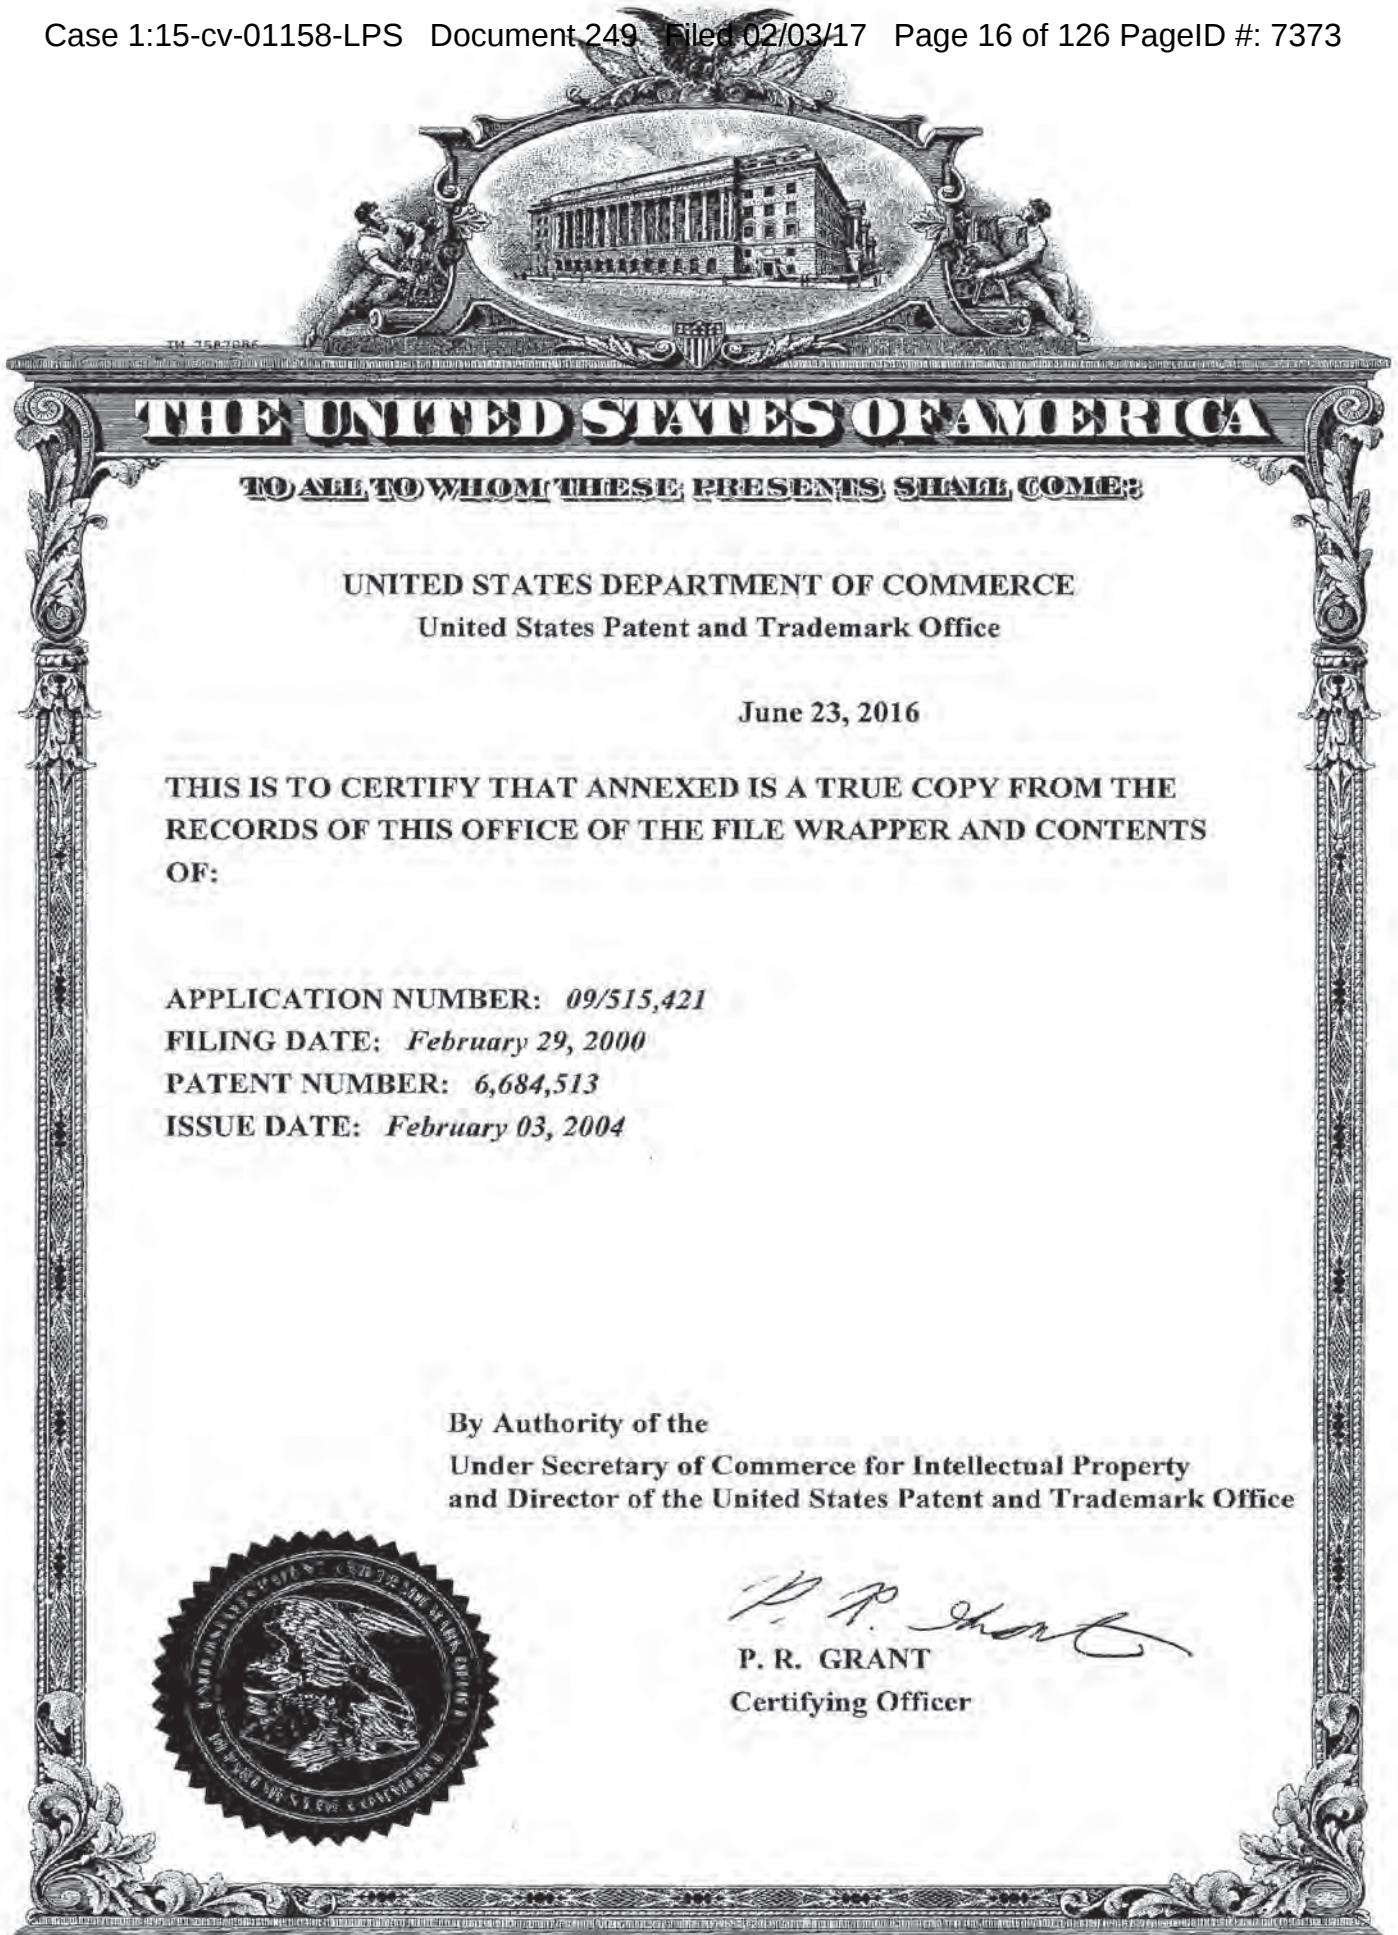 Case 1:15-cv-01158-LPS Document 249 Filed 02/03/17 Page 16 of 126 PageID #: 7373
THE UNITED STATES OF AMERICA
TO ALL TO WHOM THESE PRESENTS SHALL COME:
UNITED STATES DEPARTMENT OF COMMERCE
United States Patent and Trademark Office
June 23, 2016
THIS IS TO CERTIFY THAT ANNEXED IS A TRUE COPY FROM THE
RECORDS OF THIS OFFICE OF THE FILE WRAPPER AND CONTENTS
OF:
APPLICATION NUMBER: 09/515,421
FILING DATE: February 29, 2000
PATENT NUMBER: 6,684,513
ISSUE DATE: February 03, 2004
By Authority of the
Under Secretary of Commerce for Intellectual Property
and Director of the United States Patent and Trademark Office
P. R. Grant
P. R. GRANT
Certifying Officer